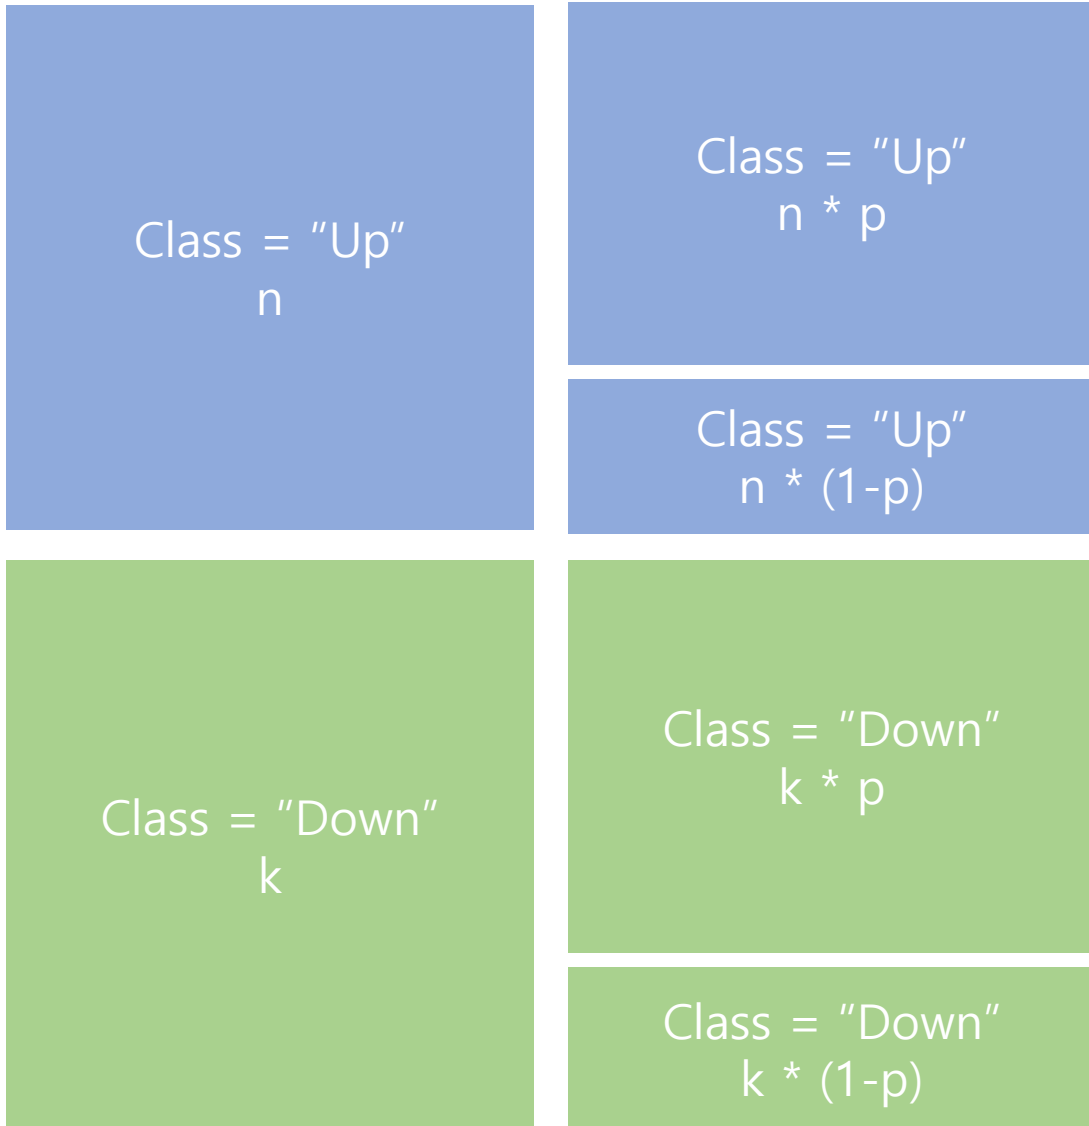 Class = "Up"
n
Class = "Up"
n * p
Class = "Up"
n * (1-p)
Class = "Down"
k
Class = "Down"
k * p
Class = "Down"
k * (1-p)